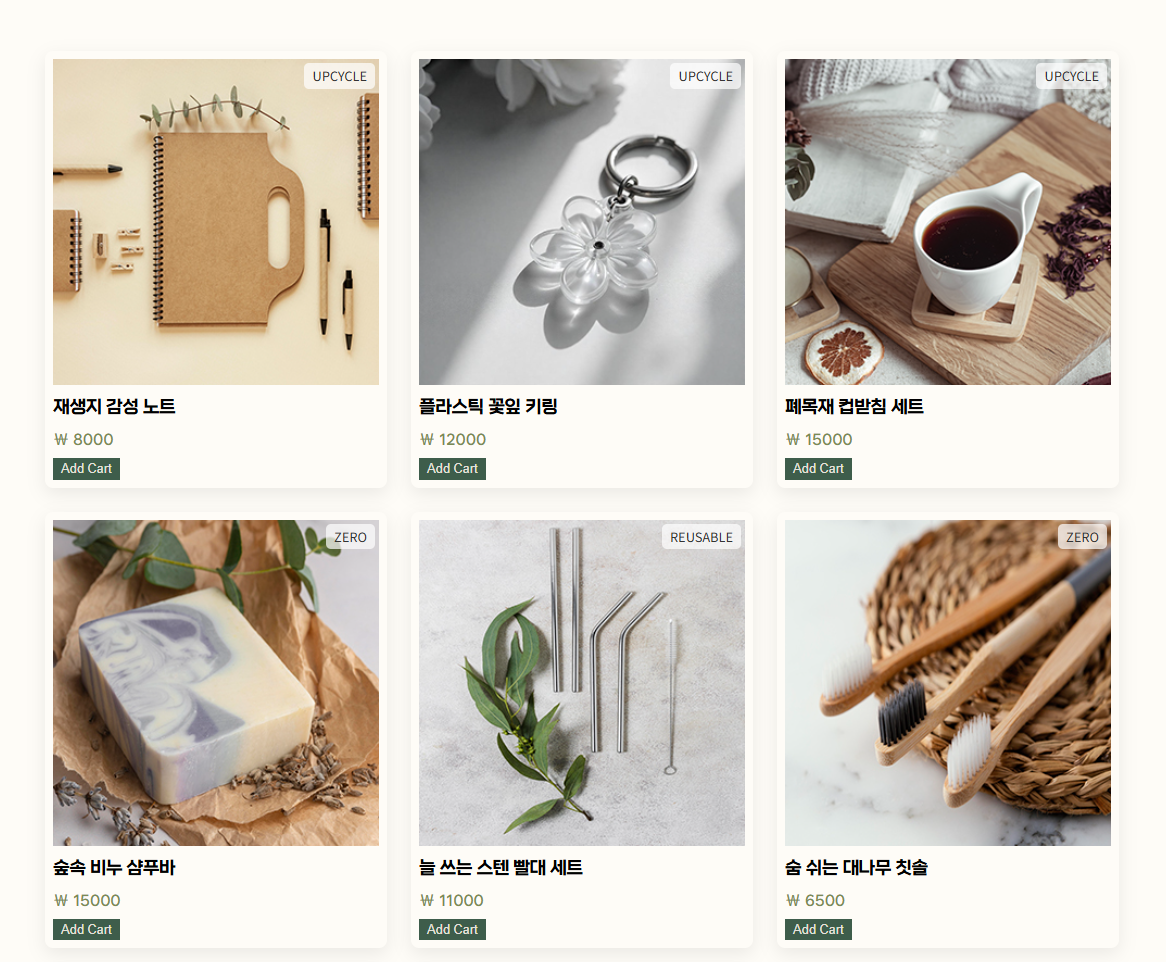 UPCYCLE
재생지 감성 노트
₩ 8000
Add Cart
UPCYCLE
플라스틱 꽃잎 키링
₩ 12000
Add Cart
UPCYCLE
폐목재 컵받침 세트
₩ 15000
Add Cart
ZERO
숲속 비누 샴푸바
₩ 15000
Add Cart
REUSABLE
늘 쓰는 스텐 빨대 세트
₩ 11000
Add Cart
ZERO
숨 쉬는 대나무 칫솔
₩ 6500
Add Cart